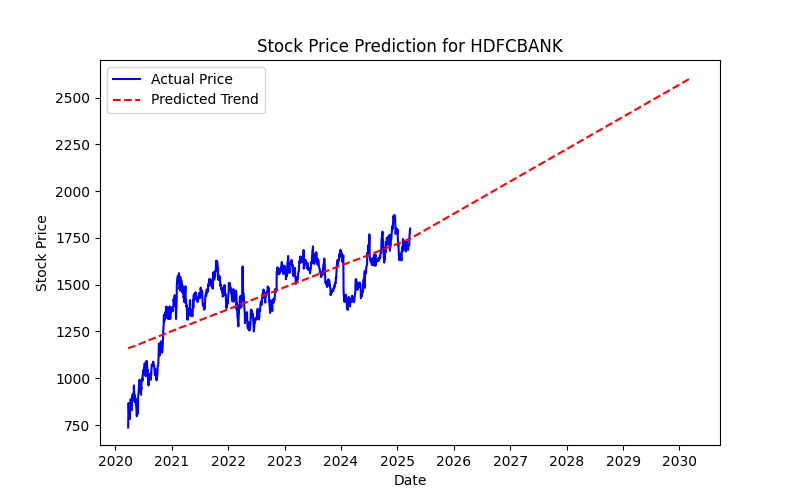 Stock Price Prediction for HDFCBANK
Actual Price
Predicted Trend
2500
2250
2000
1750
1500
1250
1000
750
Stock Price
2020 2021 2022 2023 2024 2025 2026 2027 2028 2029 2030
Date